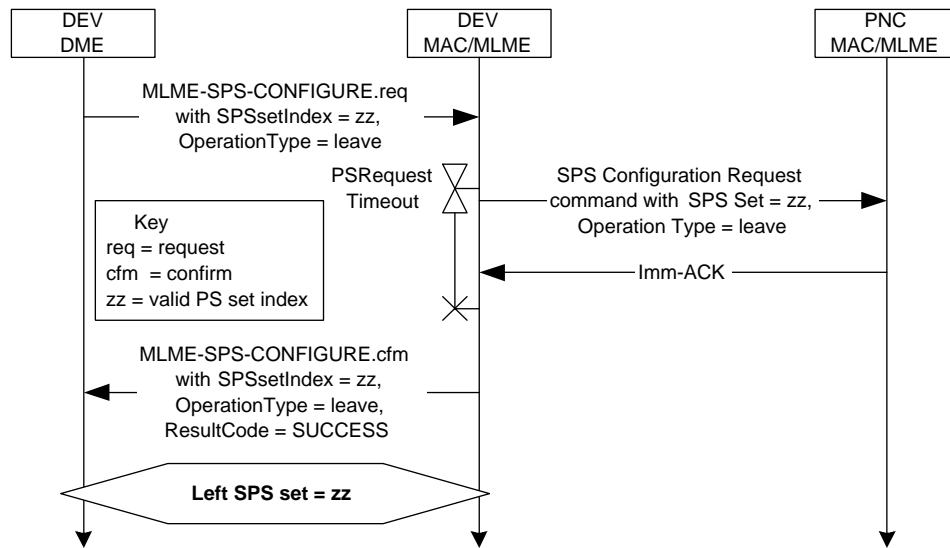 DEV
DME
DEV
MAC/MLME
PNC
MAC/MLME
MLME-SPS-CONFIGURE.req
with SPSsetIndex = zz,
OperationType = leave
PSRequest
Timeout
SPS Configuration Request
command with SPS Set = zz,
Operation Type = leave
Key
req = request
cfm = confirm
zz = valid PS set index
Imm-ACK
MLME-SPS-CONFIGURE.cfm
with SPSsetIndex = zz,
OperationType = leave,
ResultCode = SUCCESS
Left SPS set = zz